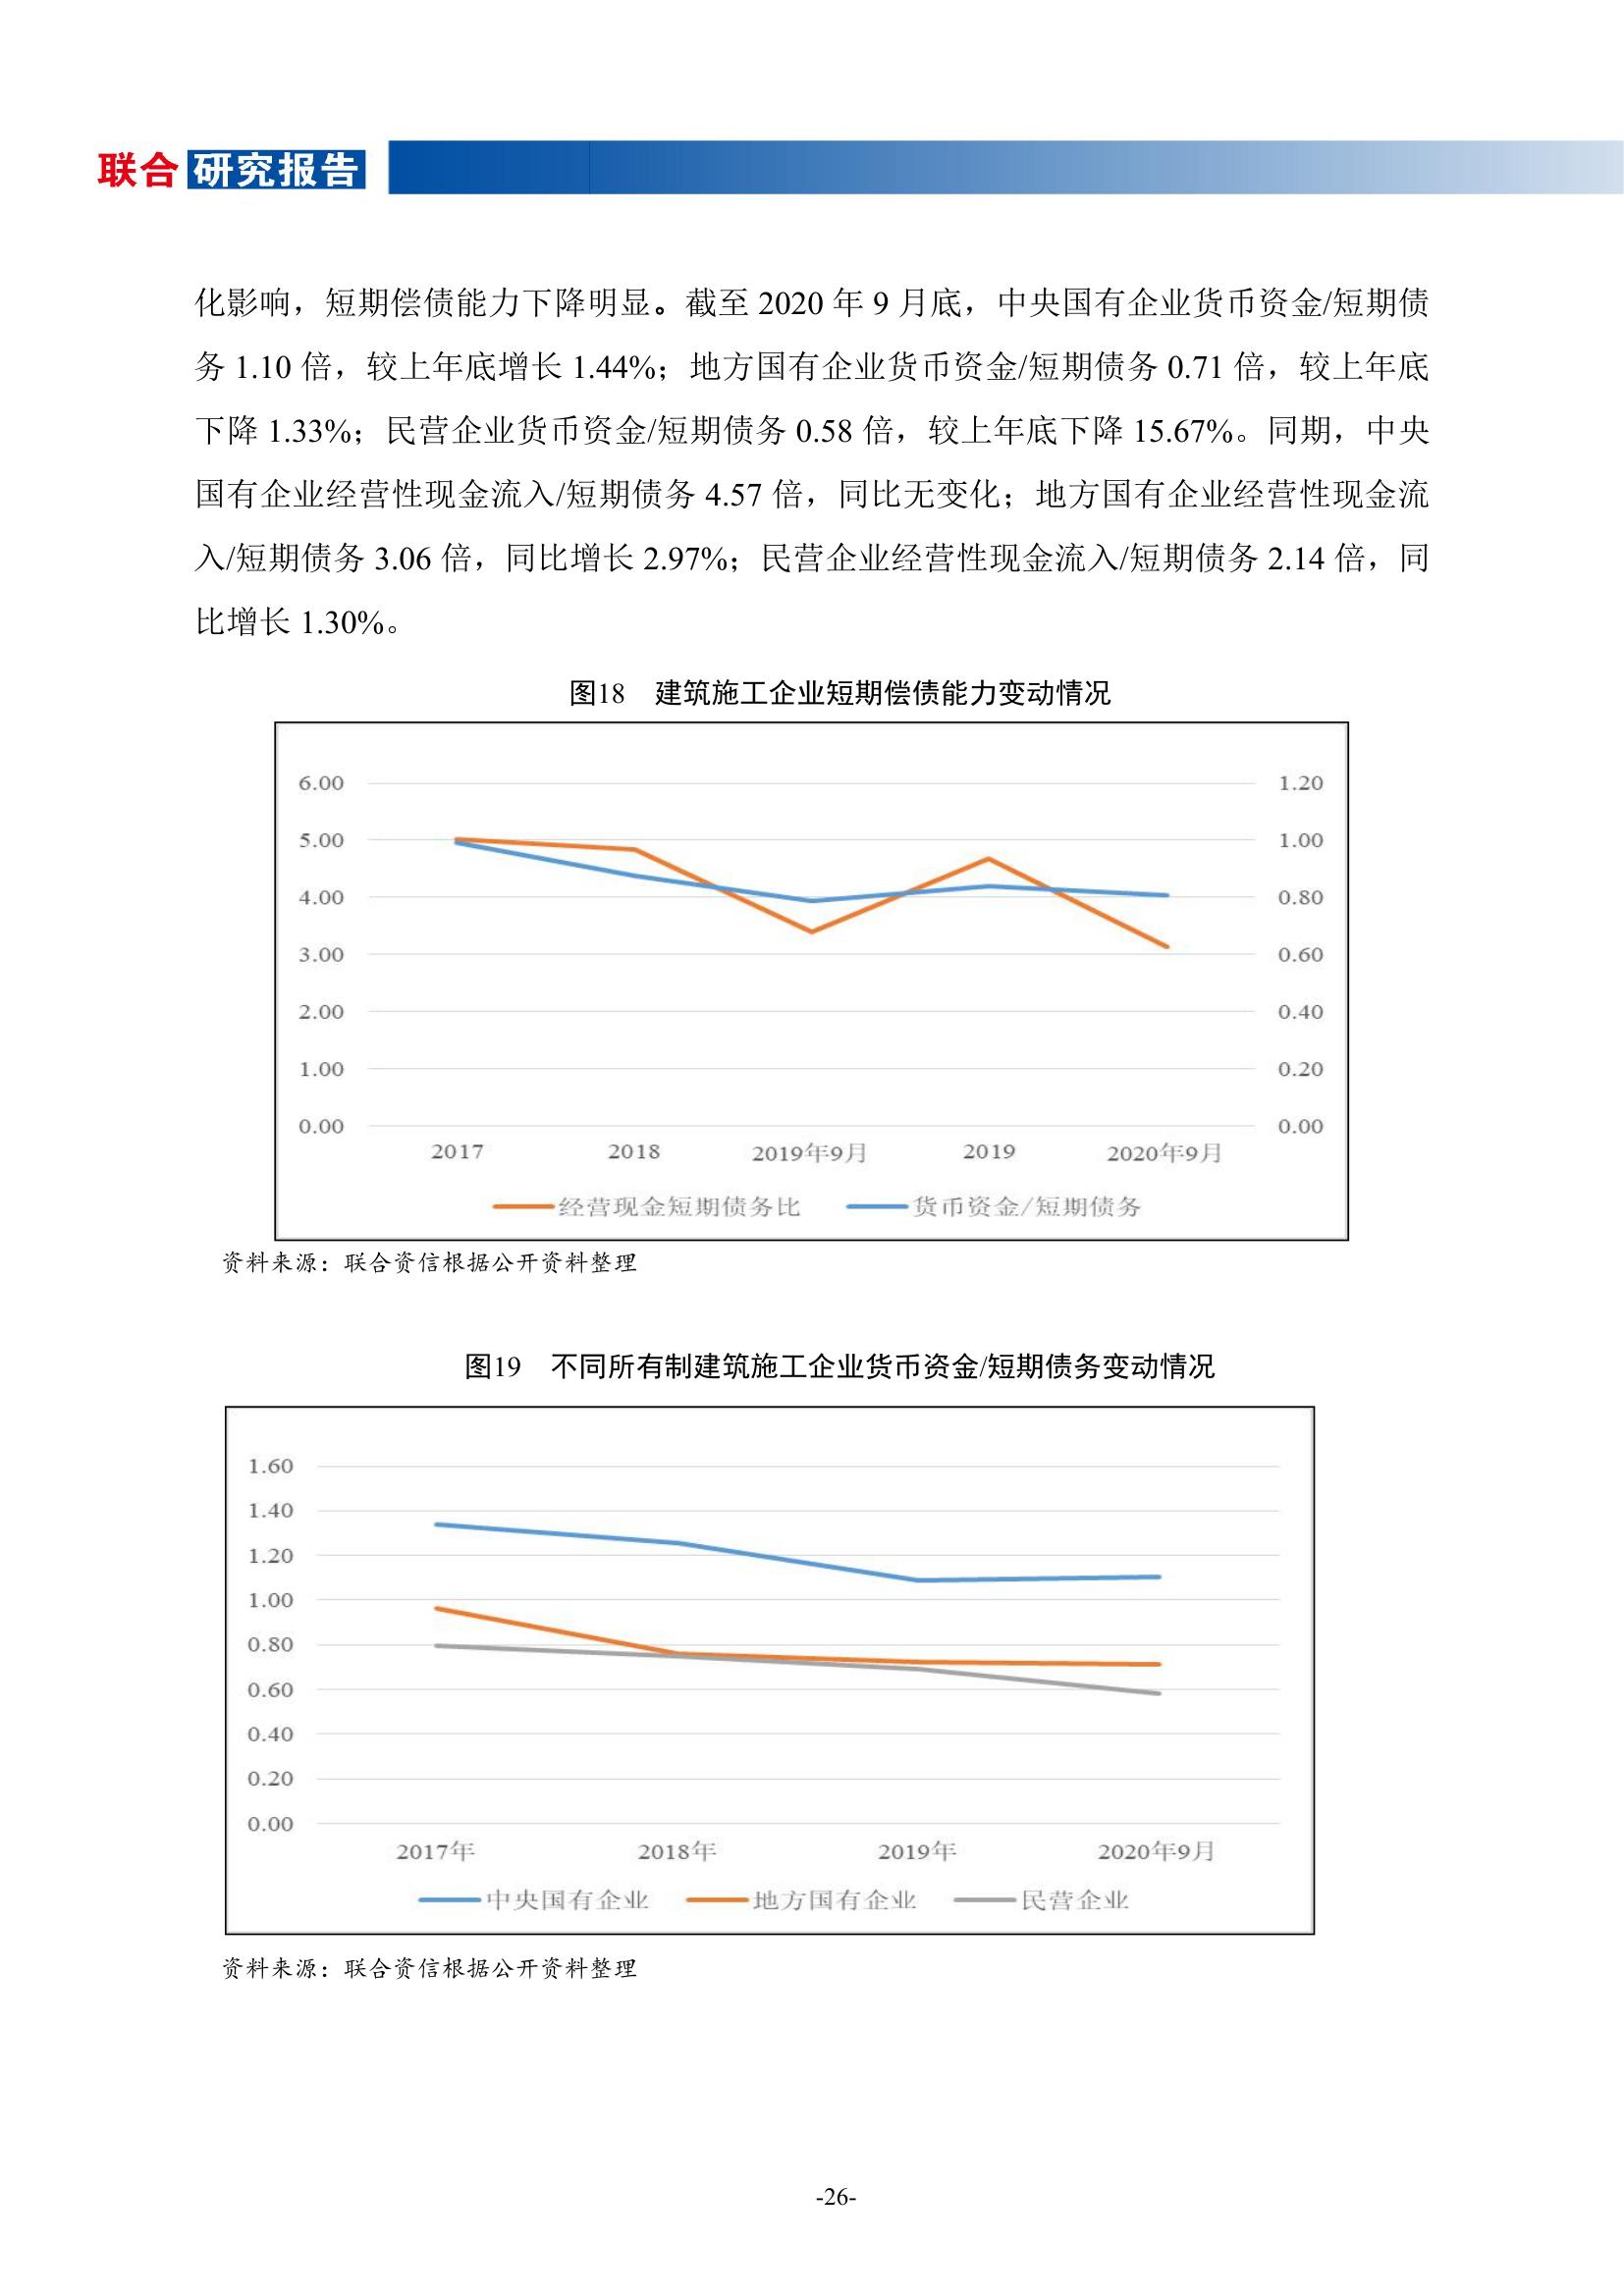 联合 研究报告
化影响，短期偿债能力下降明显。截至 2020 年 9 月底，中央国有企业货币资金/短期债
务 1.10 倍，较上年底增长 1.44%；地方国有企业货币资金/短期债务 0.71 倍，较上年底
下降 1.33%；民营企业货币资金/短期债务 0.58 倍，较上年底下降 15.67%。同期，中央
国有企业经营性现金流入/短期债务 4.57 倍，同比无变化；地方国有企业经营性现金流
入/短期债务 3.06 倍，同比增长 2.97%；民营企业经营性现金流入/短期债务 2.14 倍，同
比增长 1.30%。
图18 建筑施工企业短期偿债能力变动情况
6.00 1.20
5.00 1.00
4.00 0.80
3.00 0.60
2.00 0.40
1.00 0.20
0.00 0.00
2017 2018 2019年9月 2019 2020年9月
经营现金短期债务比 货币资金/短期债务
资料来源：联合资信根据公开资料整理
图19 不同所有制建筑施工企业货币资金/短期债务变动情况
1.60
1.40
1.20
1.00
0.80
0.60
0.40
0.20
0.00
2017年 2018年 2019年 2020年9月
中央国有企业 地方国有企业 民营企业
资料来源：联合资信根据公开资料整理
-26-